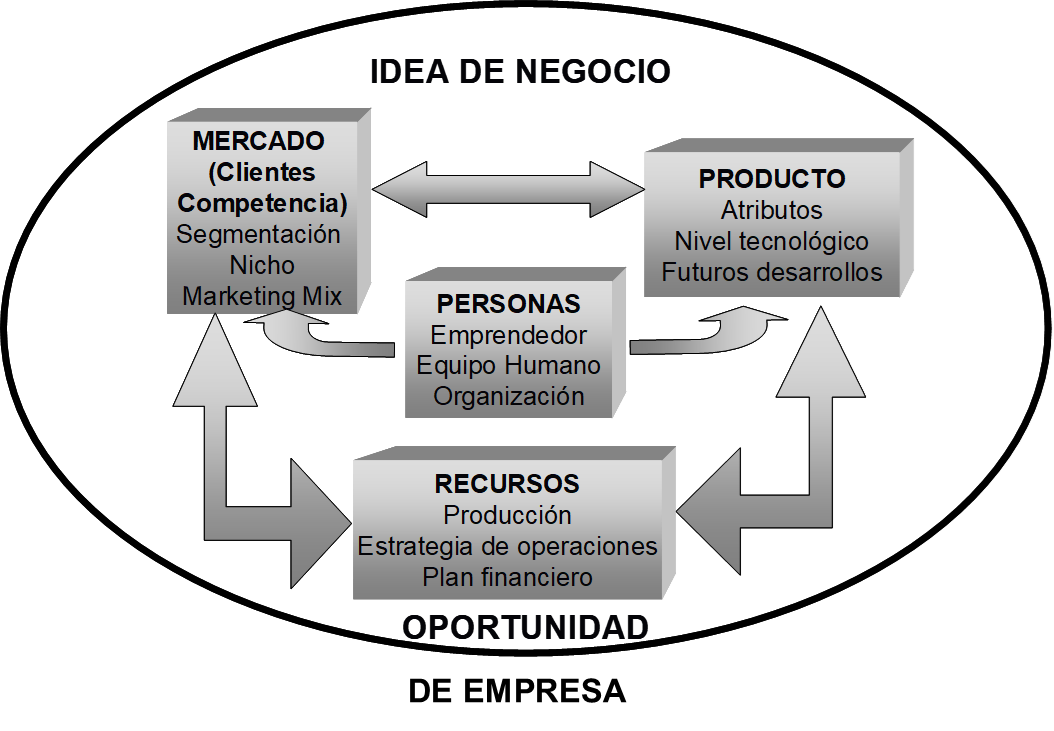 IDEA DE NEGOCIO
MERCADO
(Clientes
Competencia)
Segmentación
Nicho
Marketing Mix
PRODUCTO
Atributos
Nivel tecnológico
Futuros desarrollos
PERSONAS
Emprendedor
Equipo Humano
Organización
RECURSOS
Producción
Estrategia de operaciones
Plan financiero
OPORTUNIDAD
DE EMPRESA